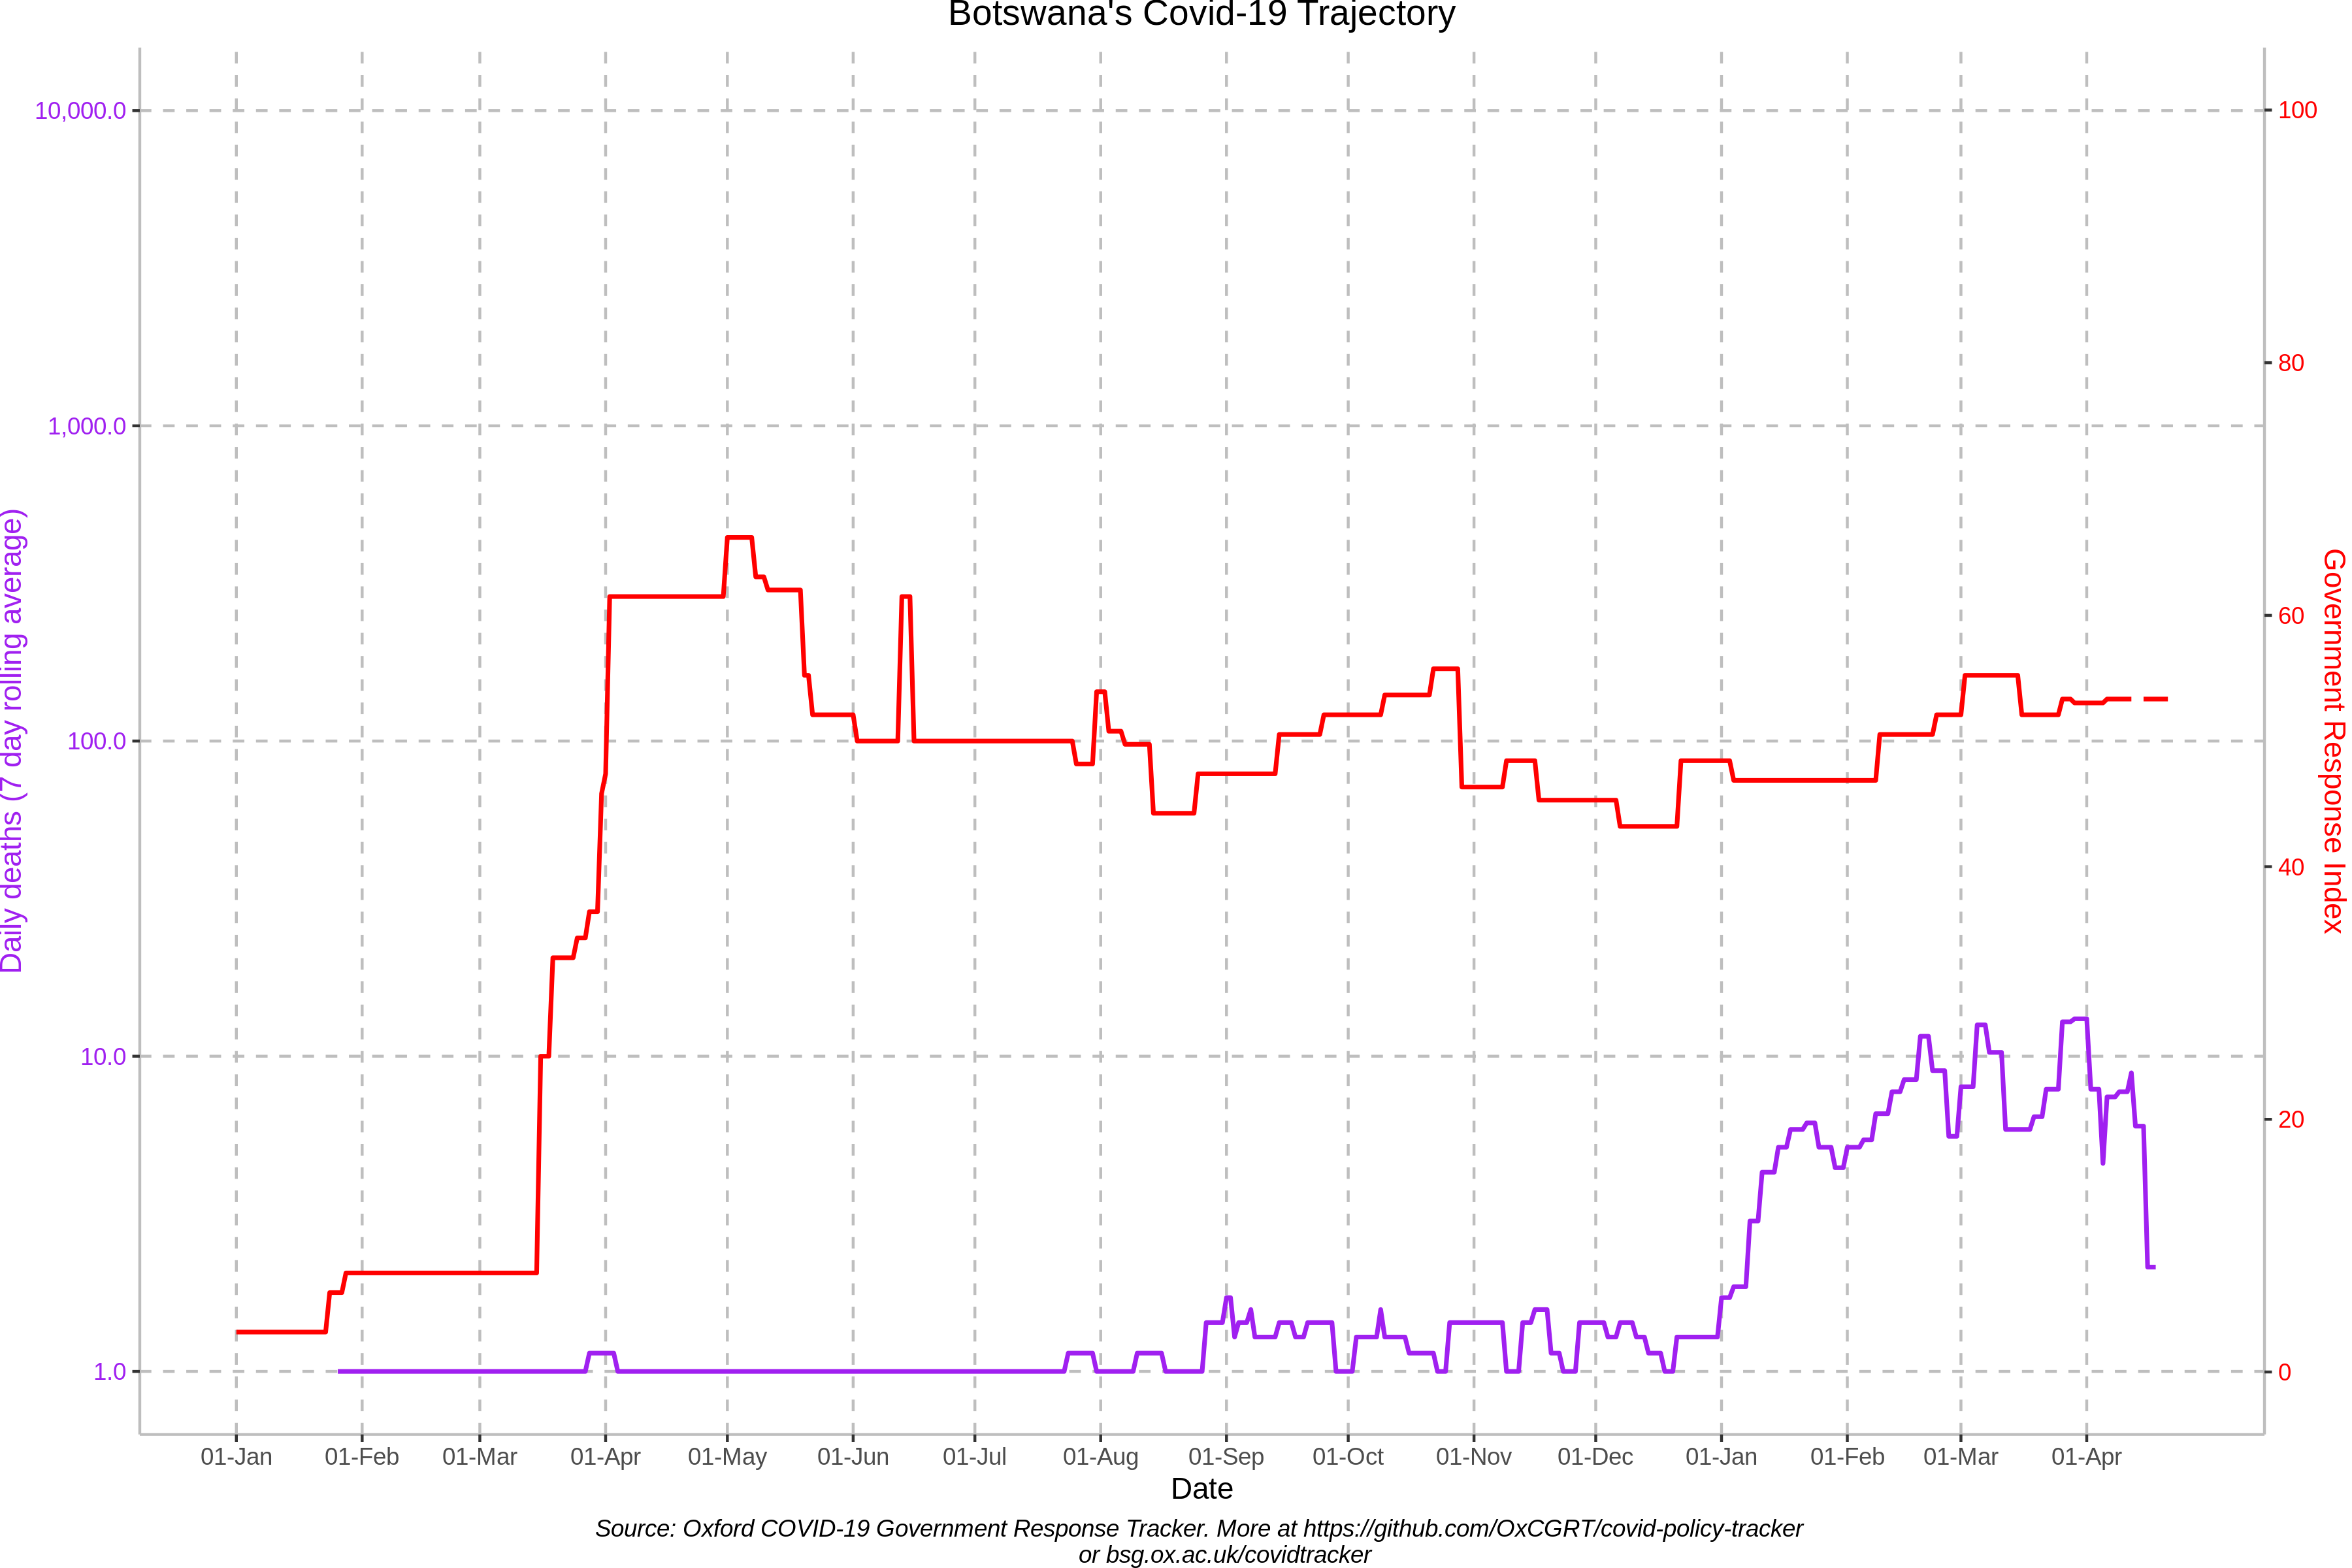 Botswana's Covid-19 Trajectory
10,000.0
1,000.0
100.0
10.0
1.0
Daily deaths (7 day rolling average)
100
80
60
40
20
0
Government Response Index
01-Jan 01-Feb 01-Mar 01-Apr 01-May 01-Jun 01-Jul 01-Aug 01-Sep 01-Oct 01-Nov 01-Dec 01-Jan 01-Feb 01-Mar 01-Apr
Date
Source: Oxford COVID-19 Government Response Tracker. More at https://github.com/OxCGRT/covid-policy-tracker
or bsg.ox.ac.uk/covidtracker